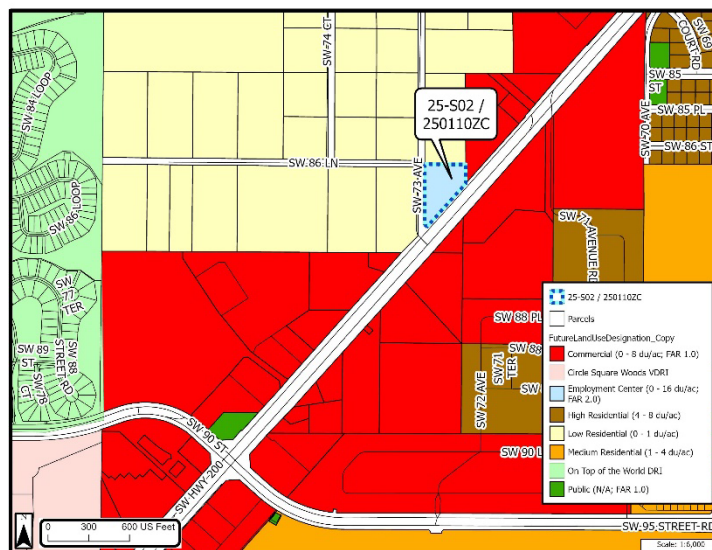 SW 84 LOOP
SW 74 CT
SW 69
COURT RD
SW 85
ST
SW 85 PL
SW 70 AVE
SW 86 ST
25-S02 /
250110ZC
SW 86 LN
SW 73 AVE
SW 86 LOOP
SW 71
AVENUE RD
SW
77
TER
SW 88
STREET RD
SW 89
ST
SW 78
CT
SW 88 PL
SW 88
SW 71
TER
SW 72 AVE
SW 90 ST
SW 90 L
SW HWY-200
SW 95 STREET RD
25-S02 / 250110ZC
Parcels
FutureLandUseDesignation_Copy
Commercial (0 - 8 du/ac; FAR 1.0)
Circle Square Woods VDRI
Employment Center (0 - 16 du/ac;
FAR 2.0)
High Residential (4 - 8 du/ac)
Low Residential (0 - 1 du/ac)
Medium Residential (1 - 4 du/ac)
On Top of the World DRI
Public (N/A; FAR 1.0)
0 300 600 US Feet
Scale: 1:6,000